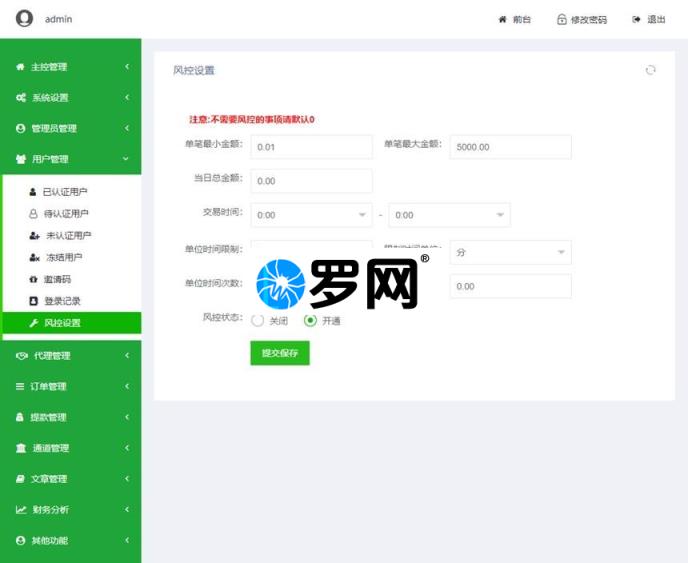 admin
前台
修改密码
退出
主控管理
系统设置
管理员管理
用户管理
已认证用户
待认证用户
未认证用户
冻结用户
邀请码
登录记录
风控设置
代理管理
订单管理
提款管理
通道管理
文章管理
财务分析
其他功能
风控设置
注意:不需要风控的事项请默认0
单笔最小金额: 0.01 单笔最大金额: 5000.00
当日总金额: 0.00
交易时间: 0:00 - 0:00
单位时间限制: 分
罗网®
单位时间次数: 0.00
风控状态: 关闭 开通
提交保存